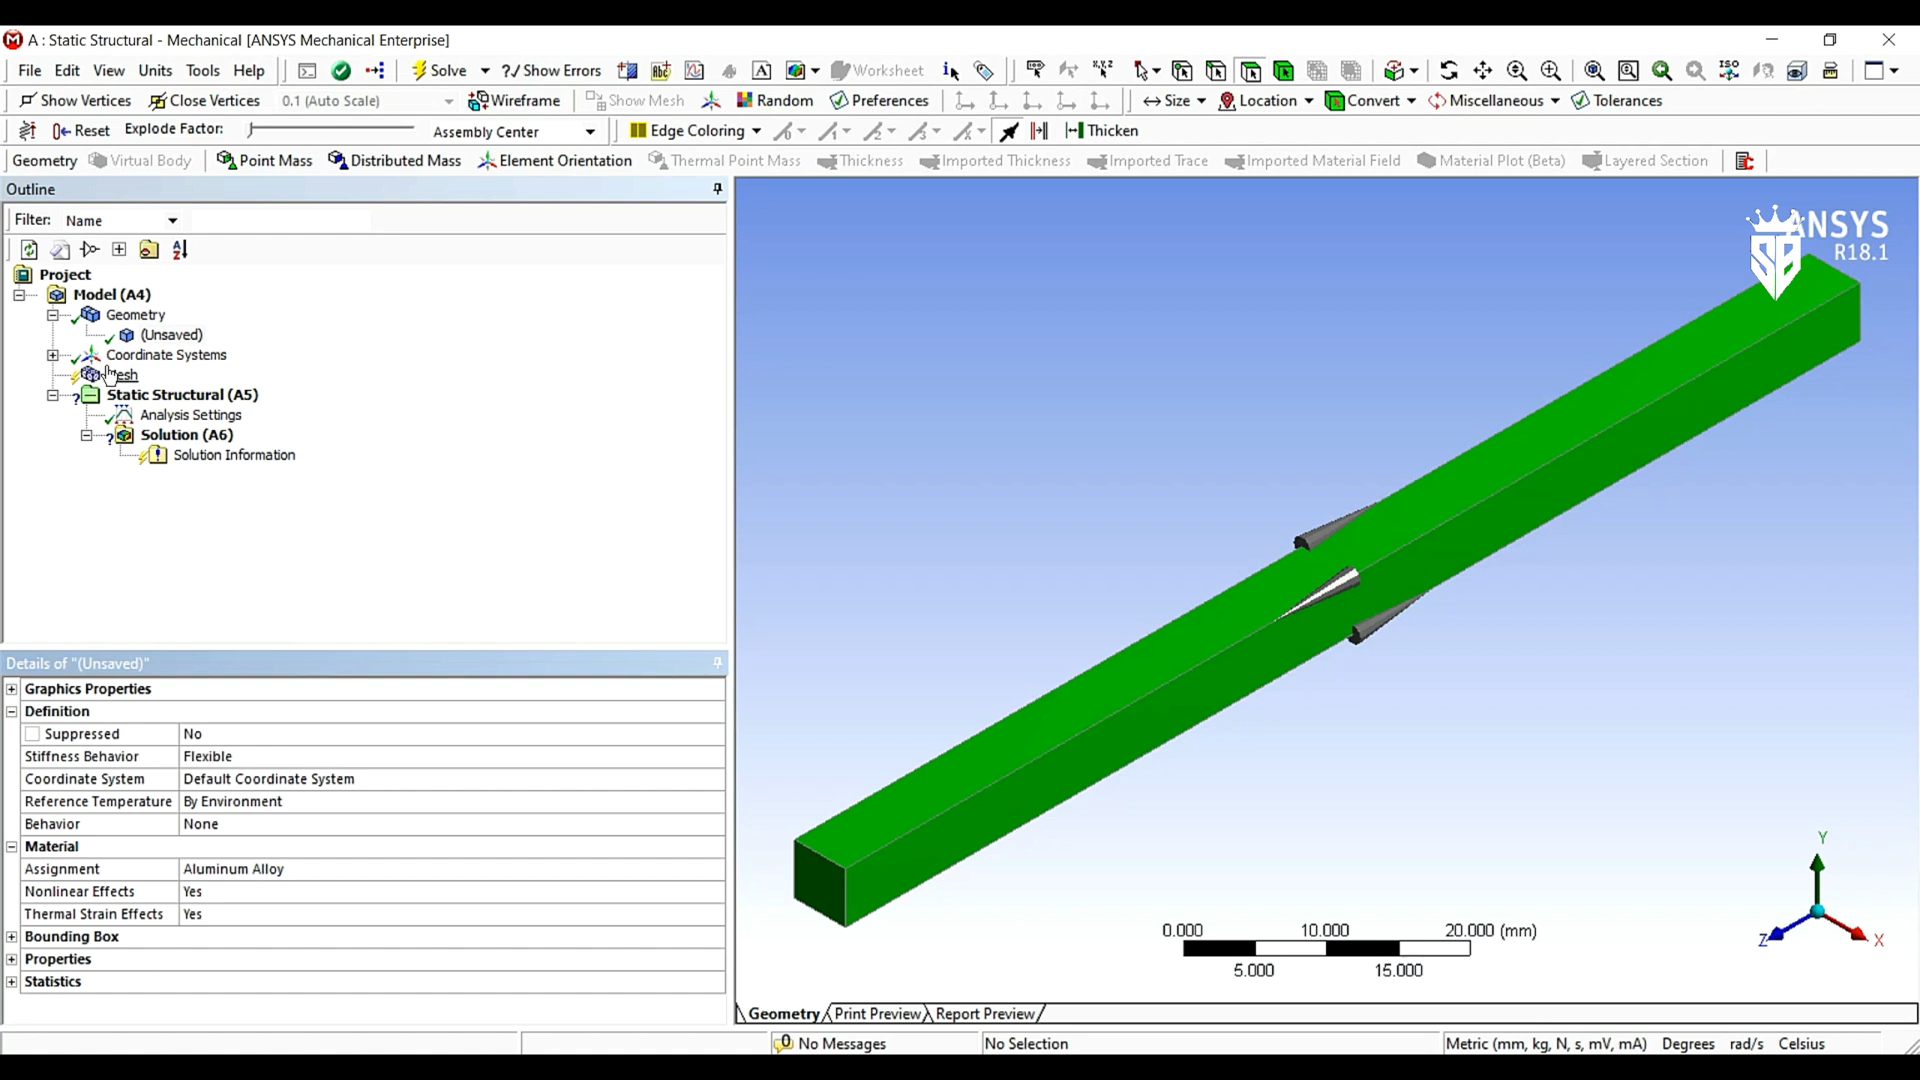 A : Static Structural - Mechanical [ANSYS Mechanical Enterprise]
File Edit View Units Tools Help Solve ?/ Show Errors Worksheet
Show Vertices Close Vertices 0.1 (Auto Scale) Wireframe Show Mesh Random Preferences Size Location Convert Miscellaneous Tolerances
Reset Explode Factor: Assembly Center Edge Coloring Thicken
Geometry Virtual Body Point Mass Distributed Mass Element Orientation Thermal Point Mass Thickness Imported Thickness Imported Trace Imported Material Field Material Plot (Beta) Layered Section
Outline
Filter: Name
Project
Model (A4)
Geometry
(Unsaved)
Coordinate Systems
esh
Static Structural (A5)
Analysis Settings
Solution (A6)
Solution Information
Details of "(Unsaved)"
Graphics Properties
Definition
Suppressed No
Stiffness Behavior Flexible
Coordinate System Default Coordinate System
Reference Temperature By Environment
Behavior None
Material
Assignment Aluminum Alloy
Nonlinear Effects Yes
Thermal Strain Effects Yes
Bounding Box
Properties
Statistics
ANSYS
R18.1
SB
Y
Z
X
0.000 10.000 20.000 (mm)
5.000 15.000
Geometry Print Preview Report Preview
0 No Messages No Selection Metric (mm, kg, N, s, mV, mA) Degrees rad/s Celsius